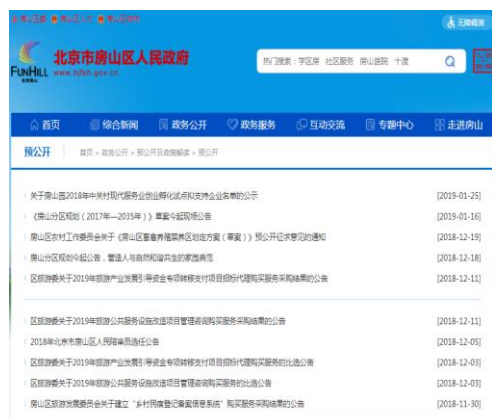 无障碍浏览
北京市房山区人民政府
FUNHILL www.bjfsh.gov.cn
热门搜索：学区房 社区服务 房山医院 十渡
首页 综合新闻 政务公开 政务服务 互动交流 专题中心 走进房山
预公开 首页 » 政务公开 » 预公开及政策解读 » 预公开
关于房山园2018年中关村现代服务业创业孵化试点拟支持企业名单的公示 [2019-01-25]
《房山分区规划（2017年—2035年）》草案今起现场公告 [2019-01-16]
房山区农村工作委员会关于《房山区畜禽养殖禁养区划定方案（草案）》预公开征求意见的通知 [2018-12-19]
房山分区规划今起公告，营造人与自然和谐共生的家园典范 [2018-12-18]
区旅游委关于2019年旅游产业发展引导资金专项转移支付项目招标代理购买服务采购结果的公告 [2018-12-11]
区旅游委关于2019年旅游公共服务设施改造项目管理咨询购买服务采购结果的公告 [2018-12-11]
2018年北京市房山区人民陪审员选任公告 [2018-12-05]
区旅游委关于2019年旅游产业发展引导资金专项转移支付项目招标代理购买服务的比选公告 [2018-12-03]
区旅游委关于2019年旅游公共服务设施改造项目管理咨询购买服务的比选公告 [2018-12-03]
房山区旅游发展委员会关于建立“乡村民宿登记备案信息系统”购买服务采购结果的公告 [2018-11-30]